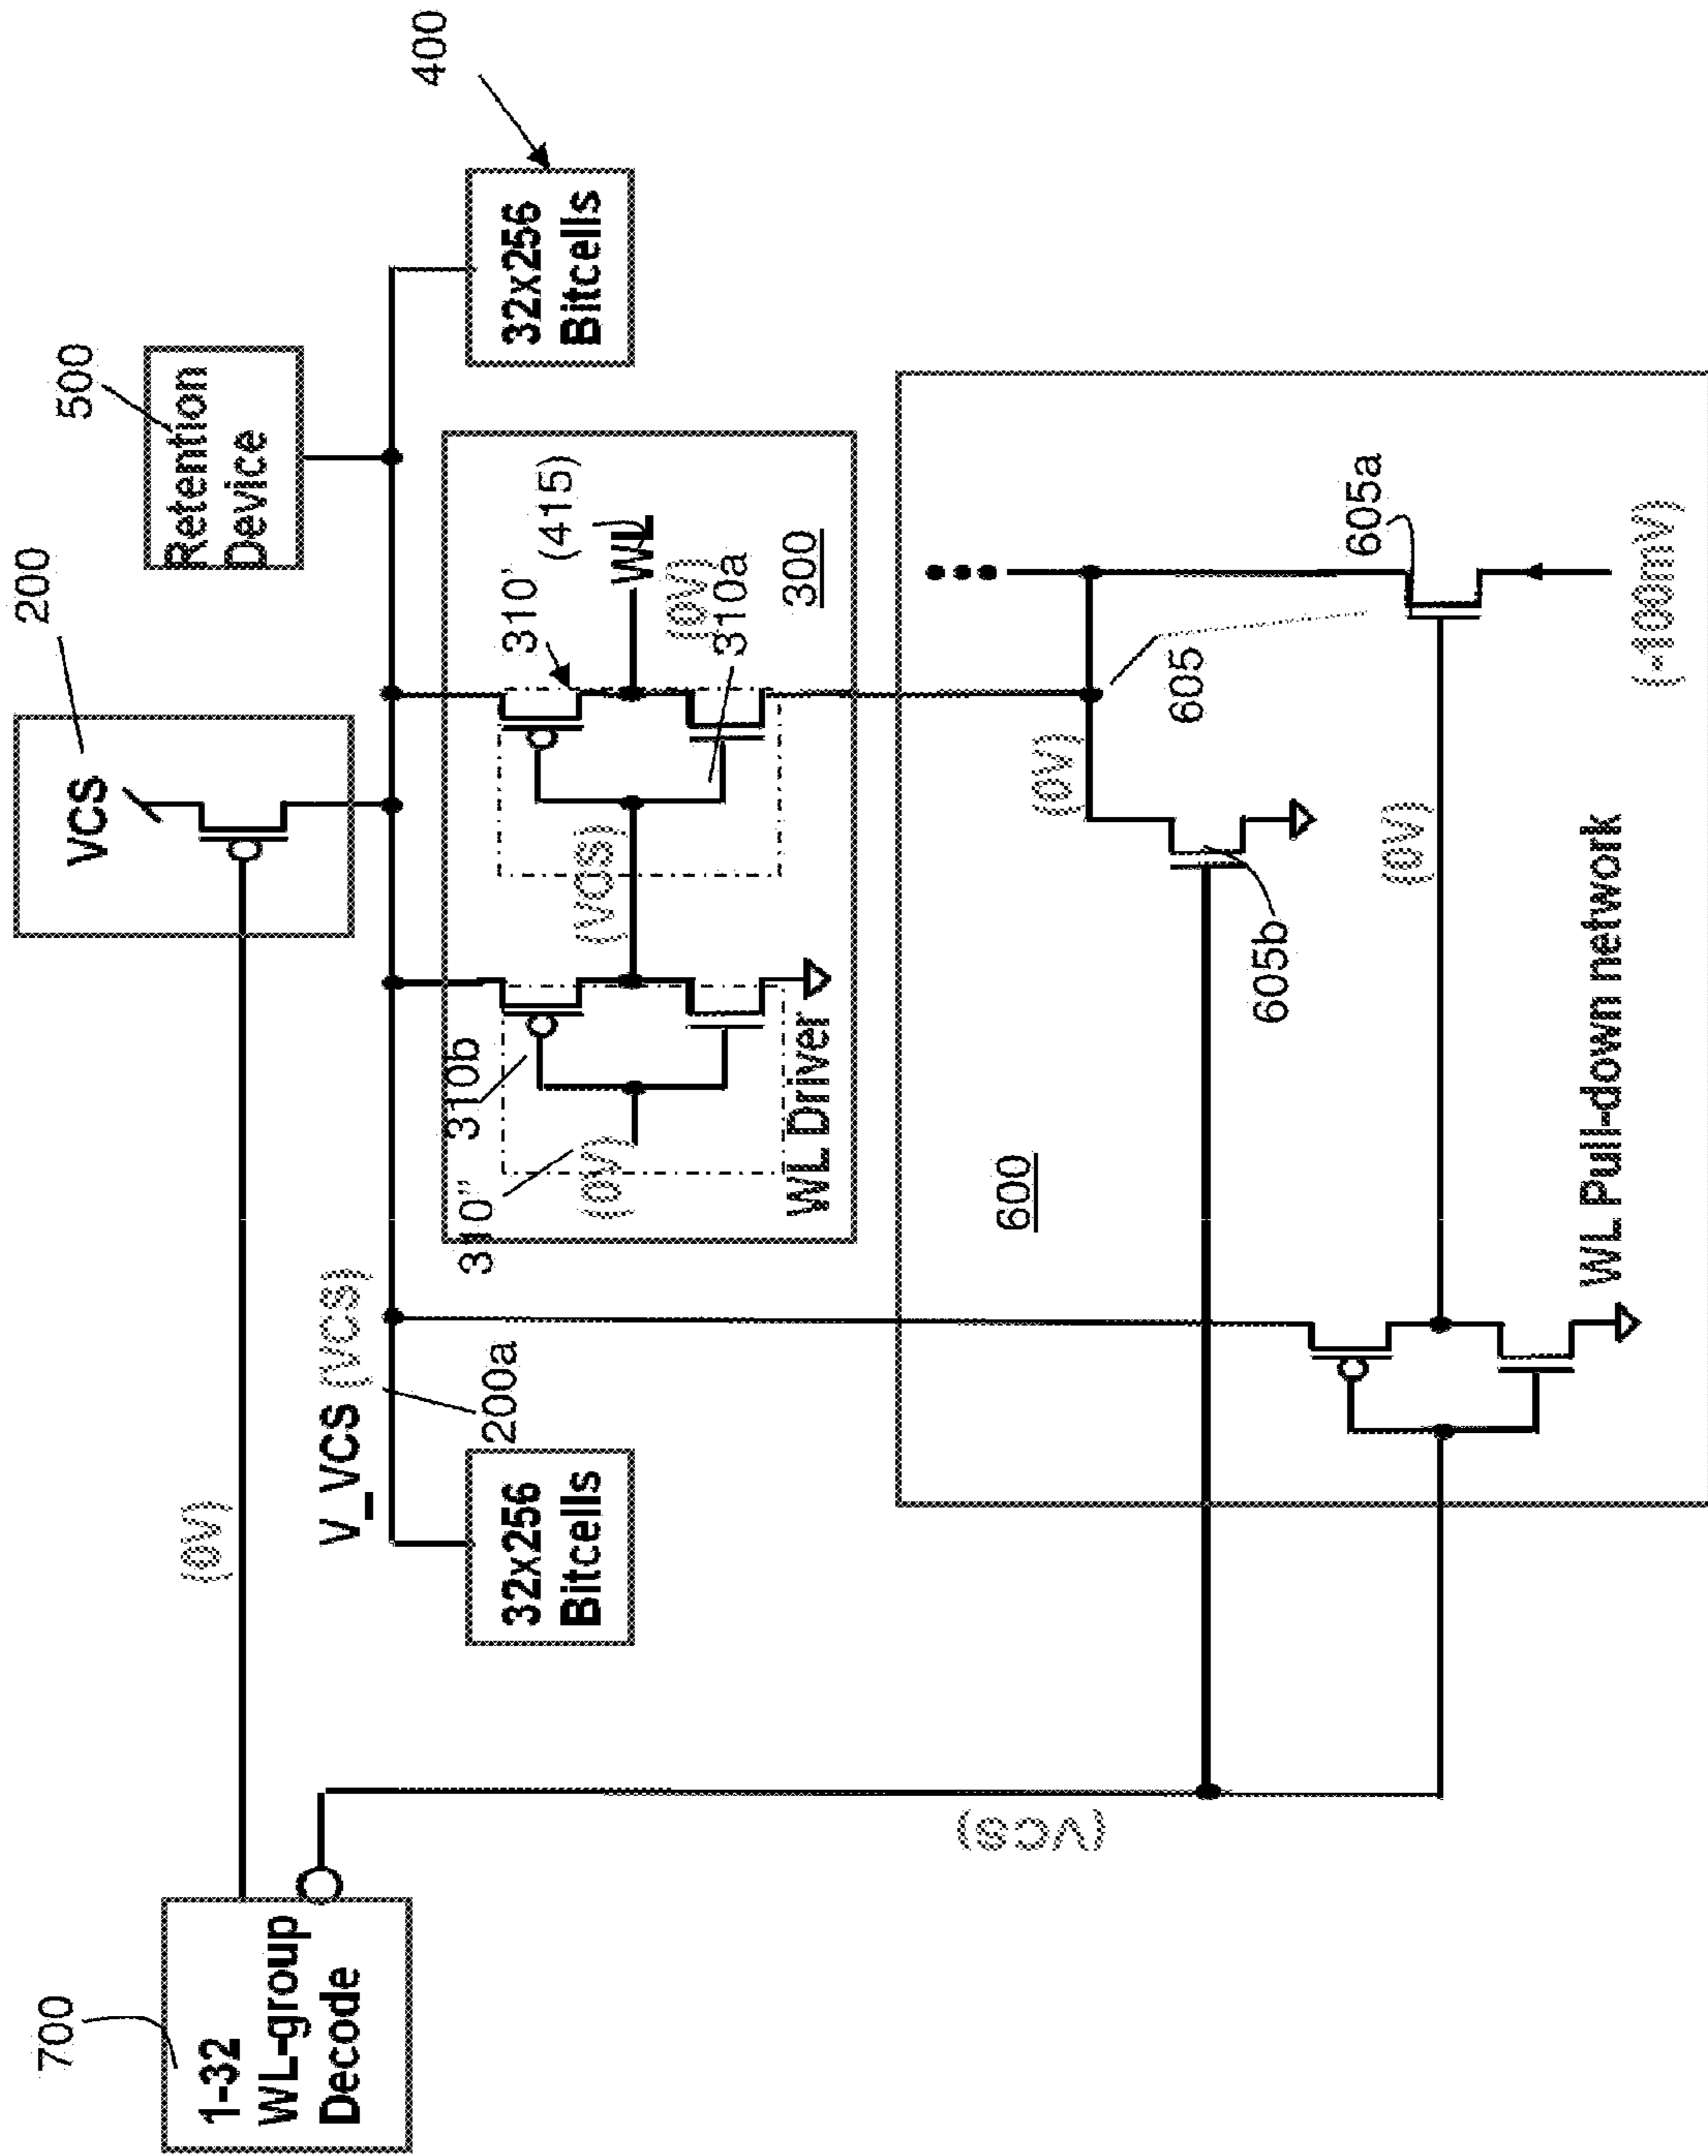 700
1-32
WL-group
Decode
(0V)
(VCS)
V_VCS (VCS)
200a
32x256
Bitcells
200
VCS
500
Retention
Device
400
32x256
Bitcells
310"
310b
(0V)
WL Driver
(VCS)
310'
(415)
WL
(0V)
310a
300
600
605b
(0V)
605
605a
(0V)
(-100mV)
WL Pull-down network